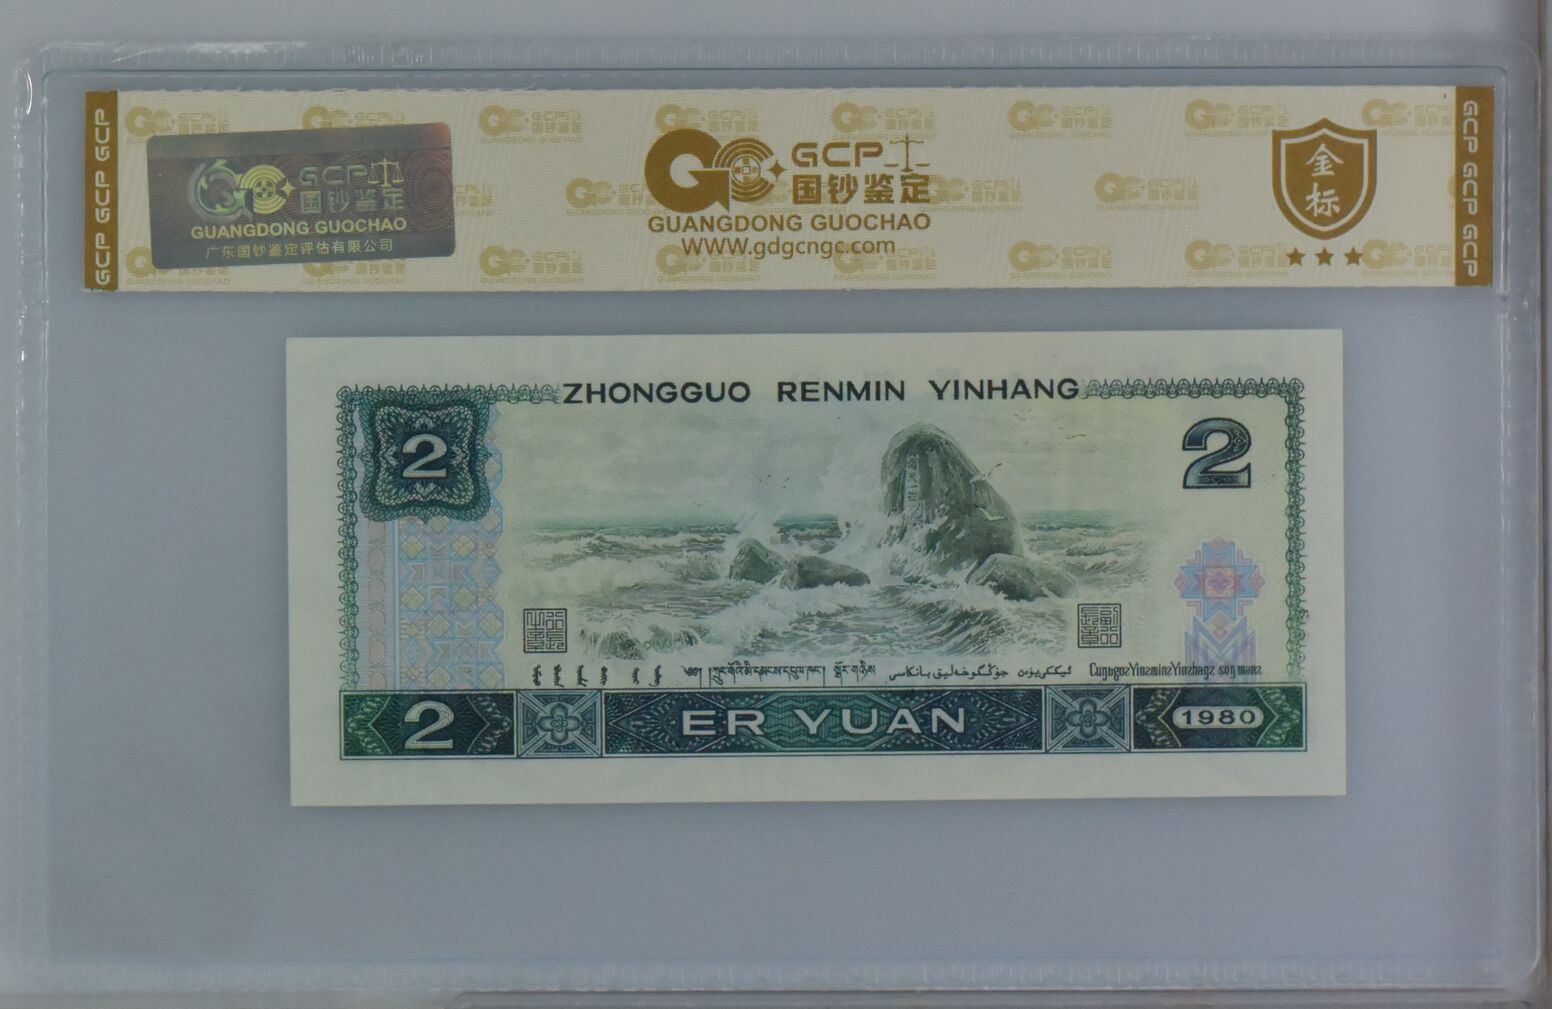 GCP
国钞鉴定
GUANGDONG GUOCHAO
广东国钞鉴定评估有限公司
GCP
国钞鉴定
GUANGDONG GUOCHAO
WWW.gdgcngc.com
金标
GCP GCP GCP
GCP GCP GCP GCP
ZHONGGUO RENMIN YINHANG
2
2
2
ER YUAN
1980